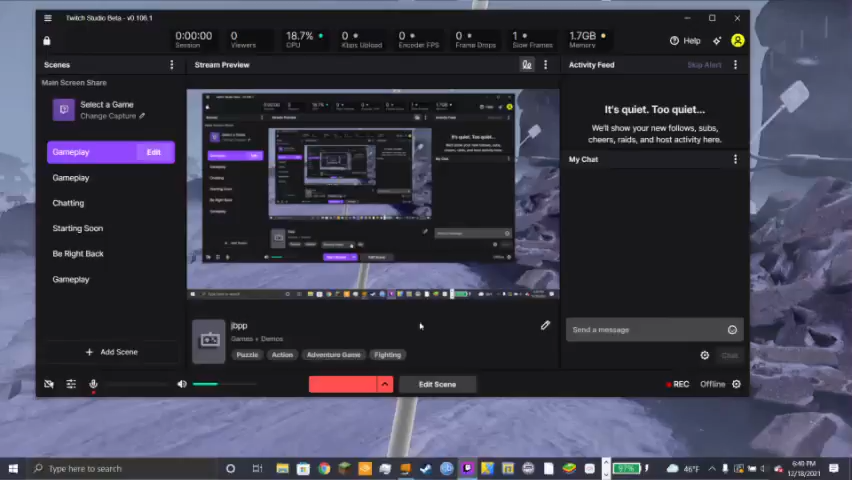 Twitch Studio Beta - v0.106.1
0:00:00
Session
0
Viewers
18.7%
CPU
0
Kbps Upload
0
Encoder FPS
0
Frame Drops
1
Slow Frames
1.7GB
Memory
Help
Scenes
Stream Preview
Activity Feed
Skip Alert
Main Screen Share
Select a Game
Change Capture
Gameplay
Edit
Gameplay
Chatting
Starting Soon
Be Right Back
Gameplay
Add Scene
It's quiet. Too quiet...
We'll show your new follows, subs,
cheers, raids, and host activity here.
My Chat
Send a message
Chat
jbpp
Games + Demos
Puzzle
Action
Adventure Game
Fighting
Edit Scene
REC
Offline
Type here to search
97%
46°F
6:40 PM
12/18/2021